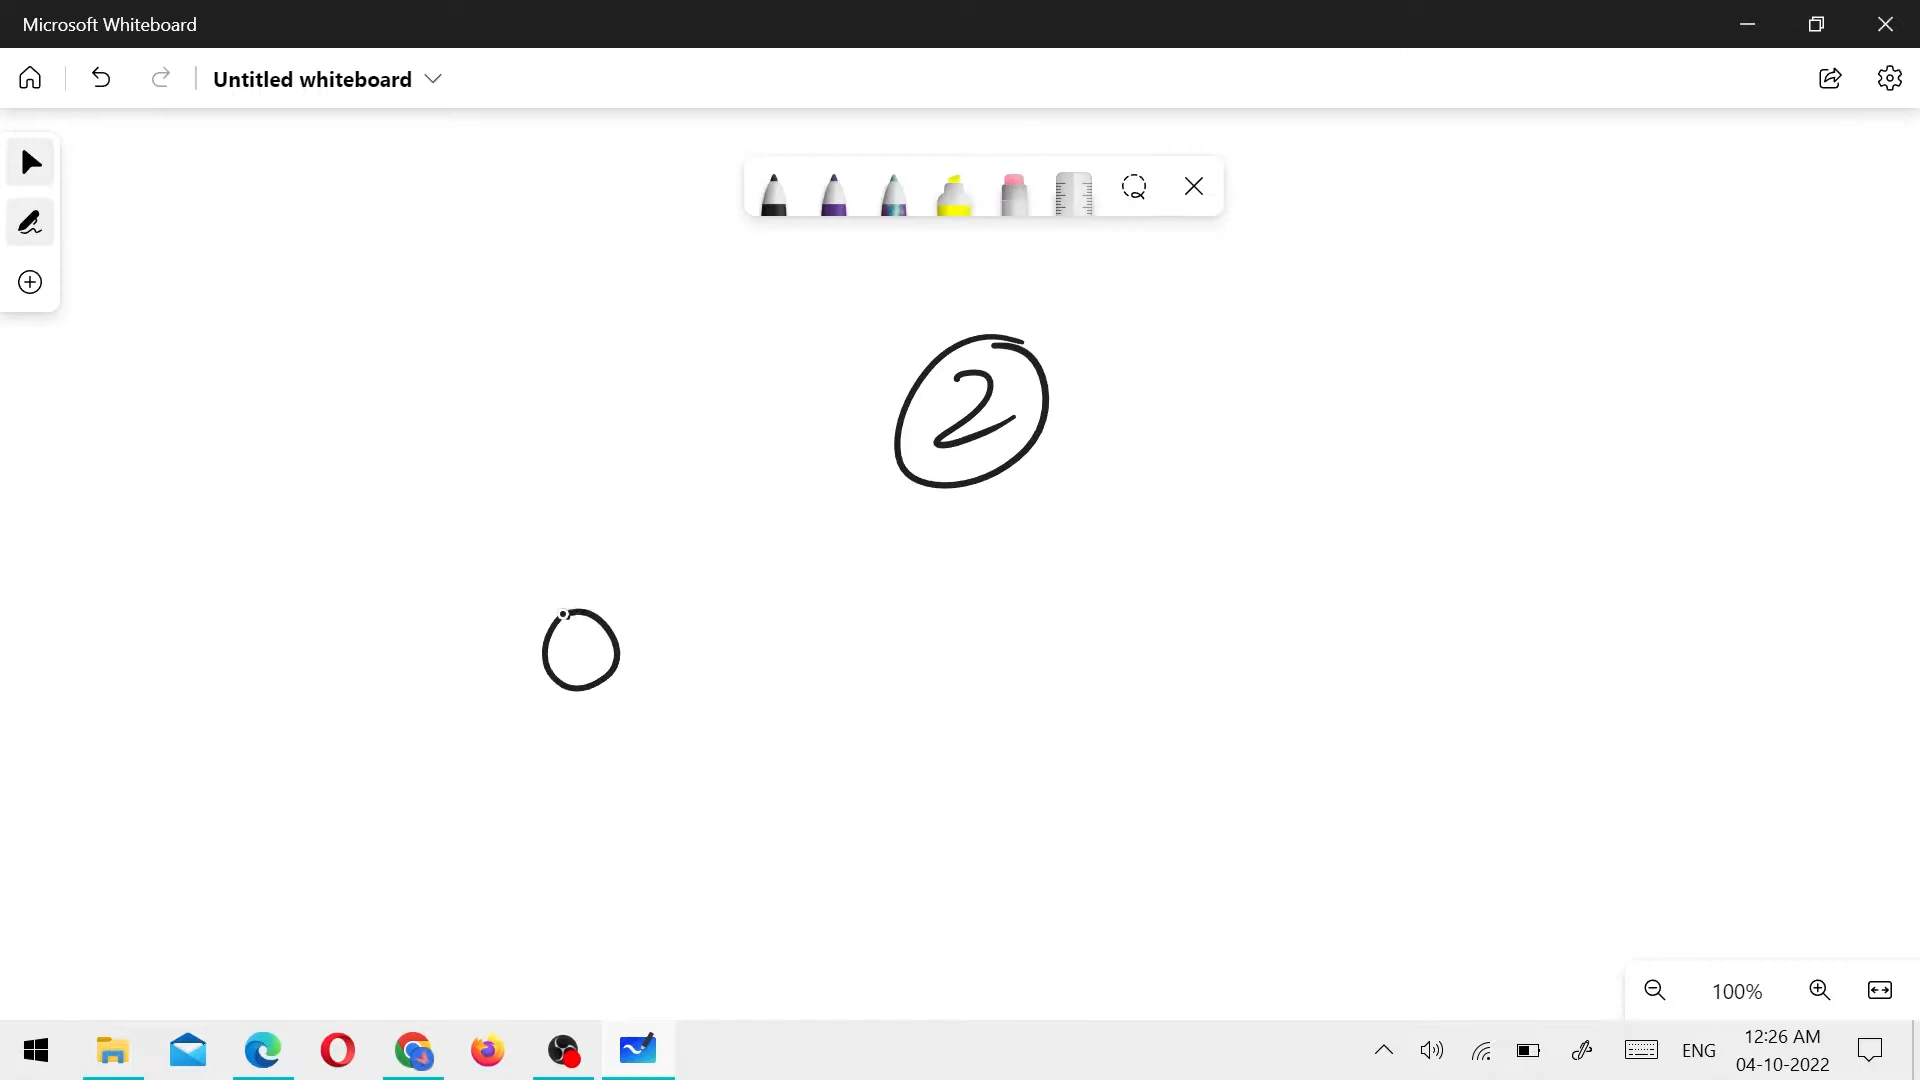 Microsoft Whiteboard
Untitled whiteboard
2
100%
ENG
12:26 AM
04-10-2022